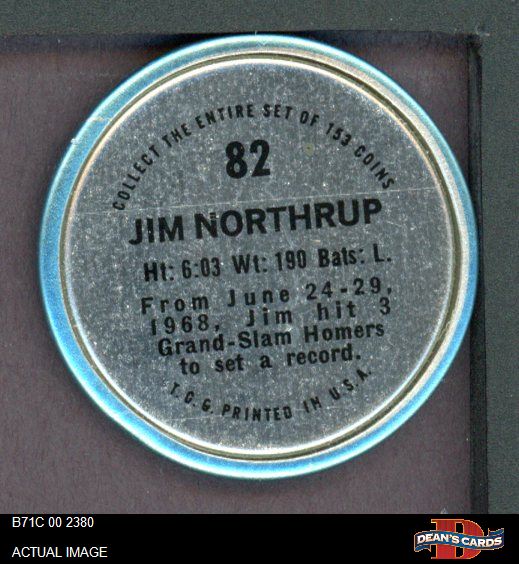 COLLECT THE ENTIRE SET OF 153 COINS
82
JIM NORTHRUP
Ht: 6:03 Wt: 190 Bats: L.
From June 24-29,
1968, Jim hit 3
Grand-Slam Homers
to set a record.
T.C.G. PRINTED IN U.S.A.
B71C 00 2380
ACTUAL IMAGE
D
DEAN'S CARDS